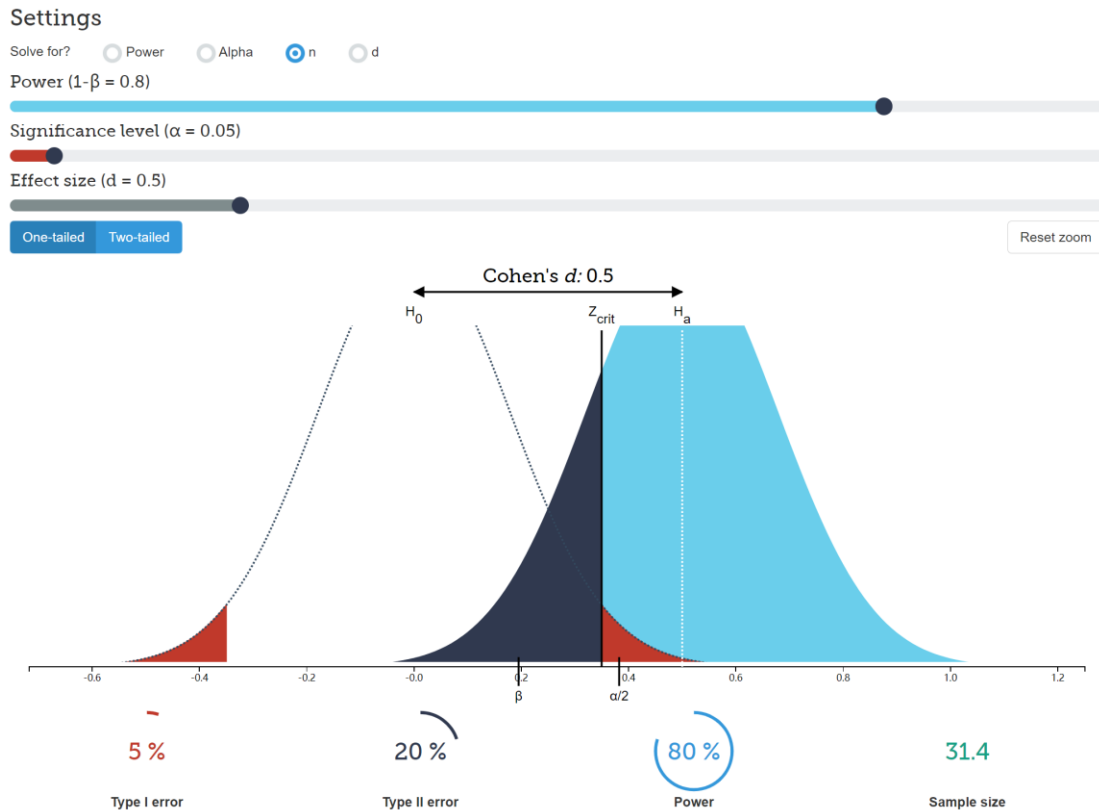 Settings
Solve for? Power Alpha n d
Power (1-β = 0.8)
Significance level (α = 0.05)
Effect size (d = 0.5)
One-tailed Two-tailed Reset zoom
Cohen's d: 0.5
H0 Zcrit Ha
-0.6 -0.4 -0.2 -0.0 0.2 0.4 0.6 0.8 1.0 1.2
β α/2
5 % 20 % 80 % 31.4
Type I error Type II error Power Sample size